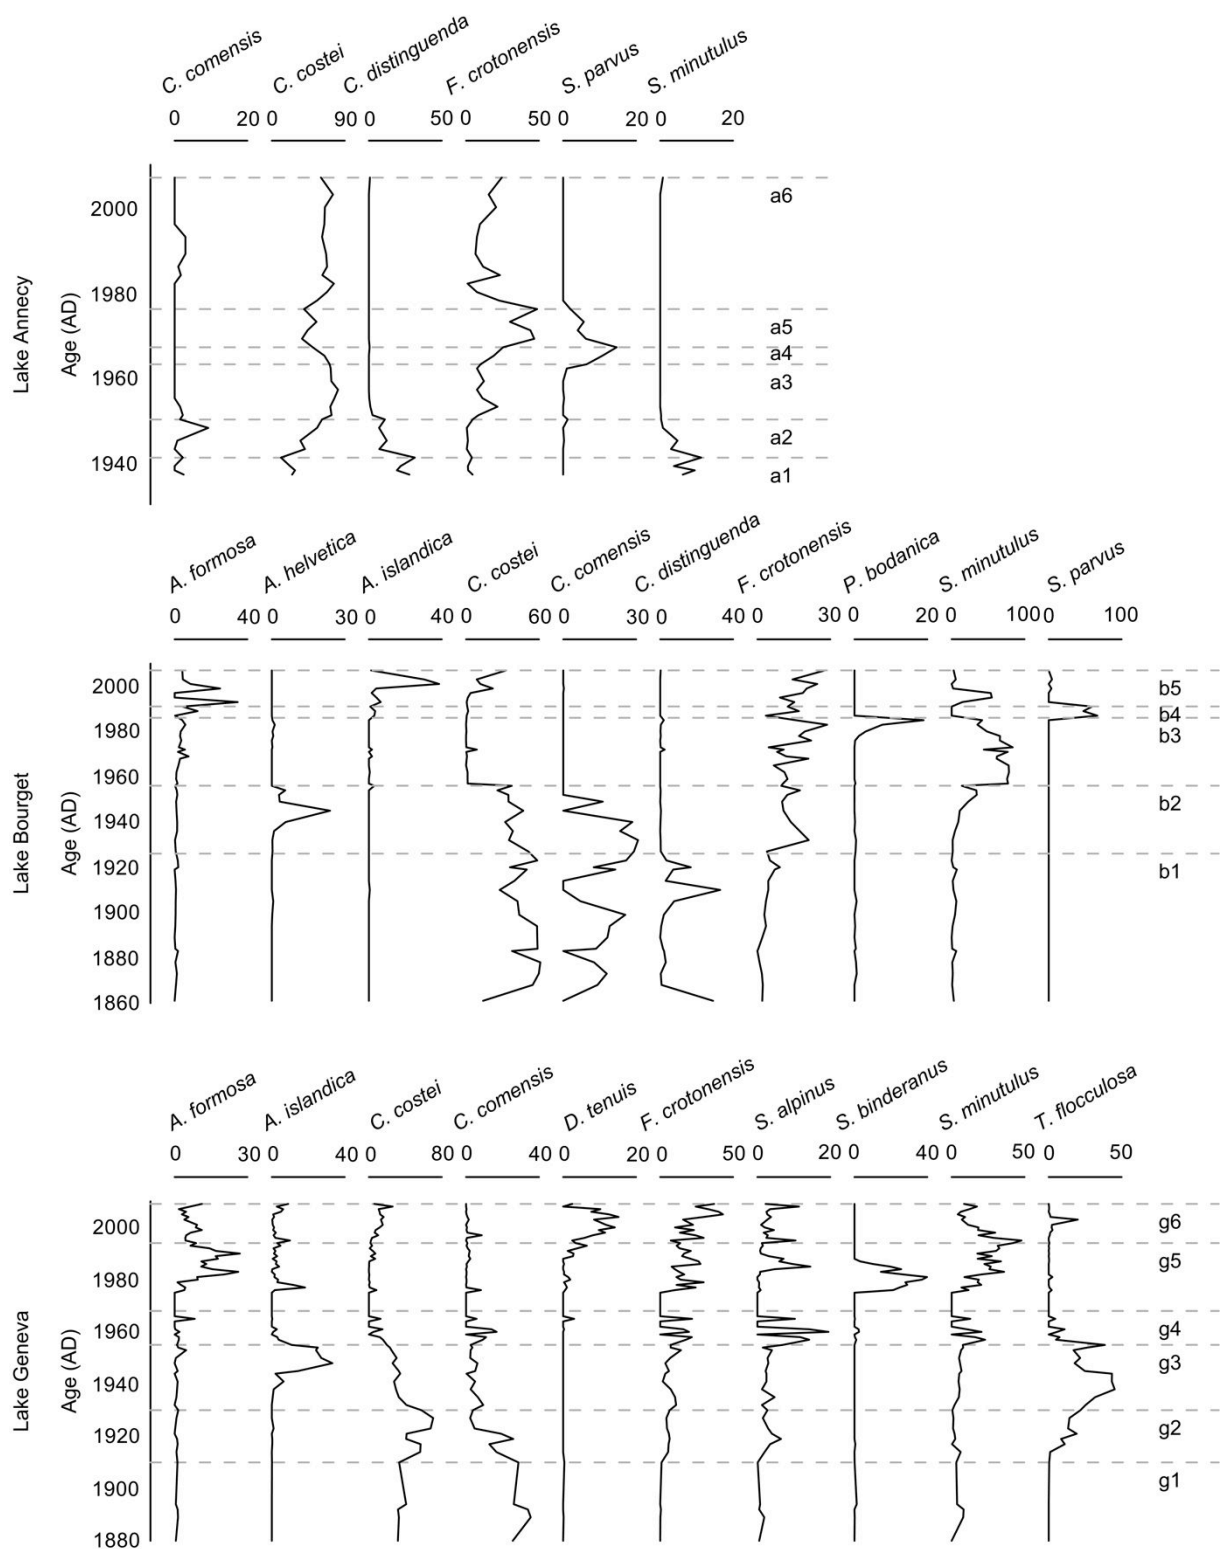 C. comensis C. costei C. distinguenda F. crotonensis S. parvus S. minutulus
0 20 0 90 0 50 0 50 0 20 0 20
Lake Annecy
Age (AD)
a6
2000
1980
a5
a4
1960
a3
a2
1940
a1
A. formosa A. helvetica A. islandica C. costei C. comensis C. distinguenda F. crotonensis P. bodanica S. minutulus S. parvus
0 40 0 30 0 40 0 60 0 30 0 40 0 30 0 20 0 100 0 100
Lake Bourget
Age (AD)
2000
b5
b4
1980
b3
1960
b2
1940
1920
b1
1900
1880
1860
A. formosa A. islandica C. costei C. comensis D. tenuis F. crotonensis S. alpinus S. binderanus S. minutulus T. flocculosa
0 30 0 40 0 80 0 40 0 20 0 50 0 20 0 40 0 50 0 50
Lake Geneva
Age (AD)
2000
g6
g5
1980
1960
g4
g3
1940
g2
1920
1900
g1
1880